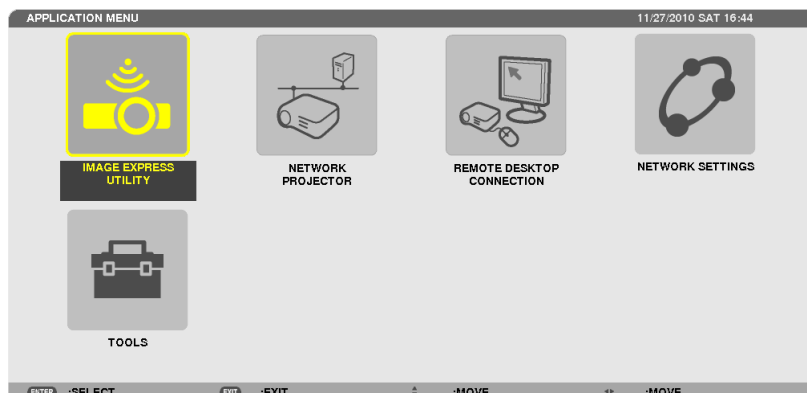 APPLICATION MENU 11/27/2010 SAT 16:44
IMAGE EXPRESS
UTILITY
NETWORK
PROJECTOR
REMOTE DESKTOP
CONNECTION
NETWORK SETTINGS
TOOLS
ENTER :SELECT EXIT :EXIT :MOVE :MOVE